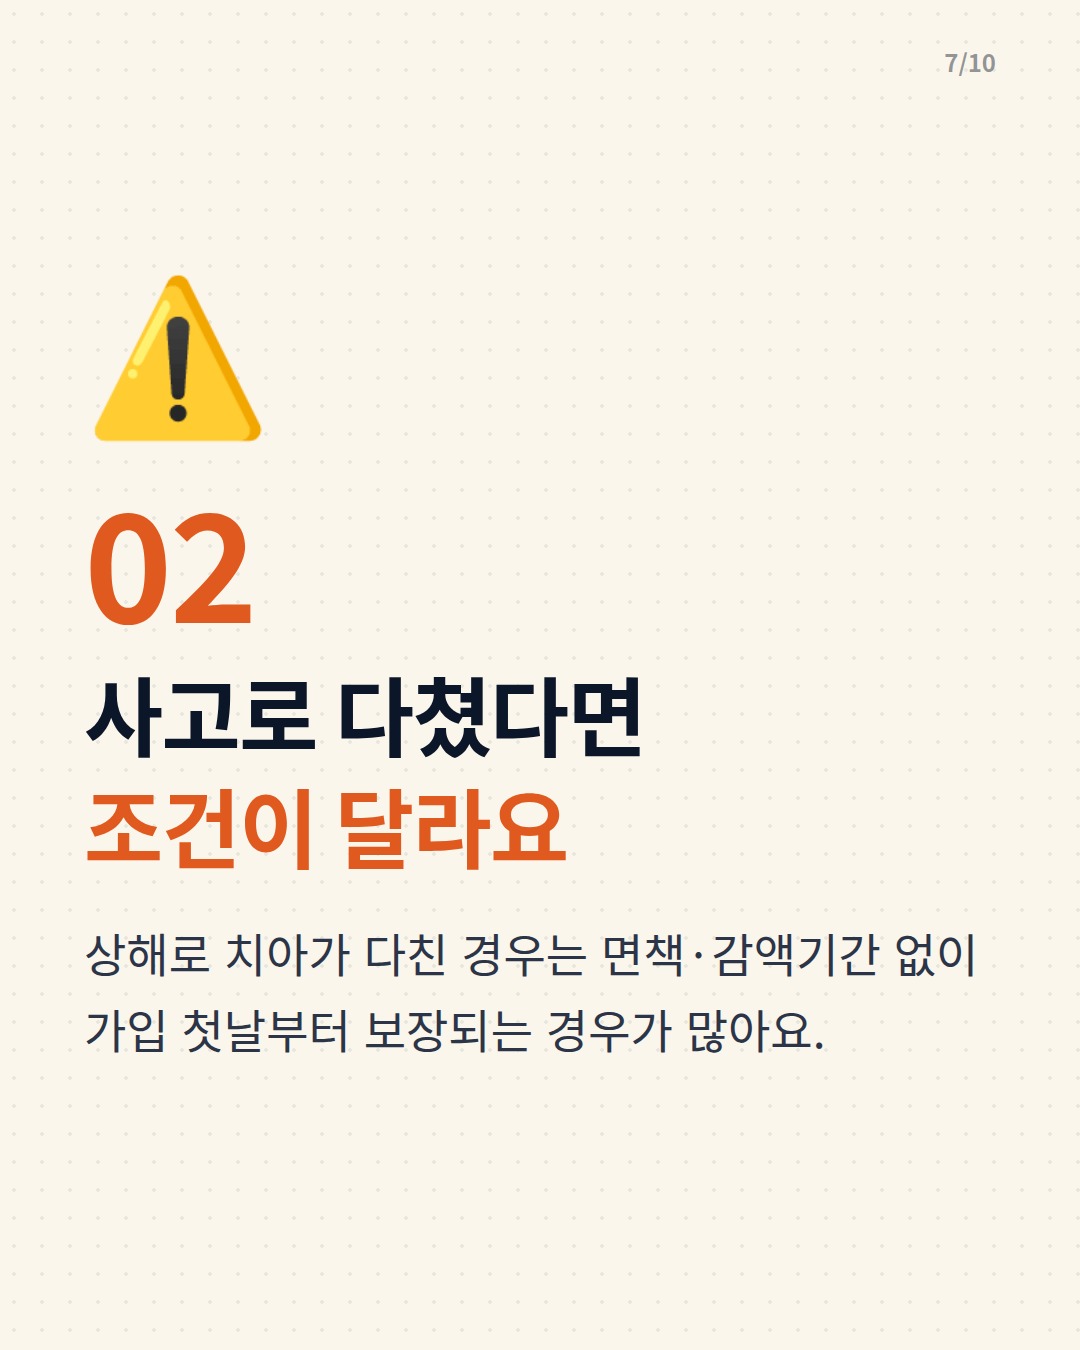 7/10
02
사고로 다쳤다면
조건이 달라요
상해로 치아가 다친 경우는 면책·감액기간 없이
가입 첫날부터 보장되는 경우가 많아요.